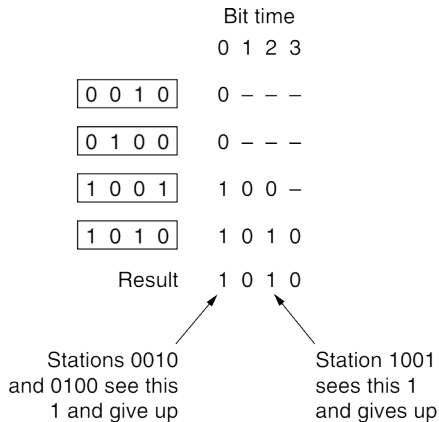 Bit time
0 1 2 3
0 0 1 0 0 – – –
0 1 0 0 0 – – –
1 0 0 1 1 0 0 –
1 0 1 0 1 0 1 0
Result 1 0 1 0
Stations 0010
and 0100 see this
1 and give up
Station 1001
sees this 1
and gives up